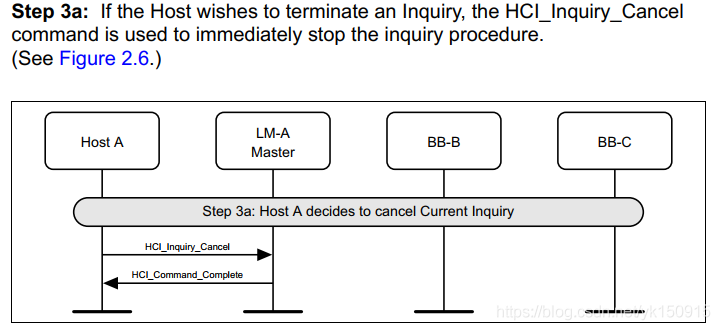 Step 3a: If the Host wishes to terminate an Inquiry, the HCI_Inquiry_Cancel
command is used to immediately stop the inquiry procedure.
(See Figure 2.6.)
Host A
LM-A
Master
BB-B
BB-C
Step 3a: Host A decides to cancel Current Inquiry
HCI_Inquiry_Cancel
HCI_Command_Complete
https://blog.csdn.net/yk150915